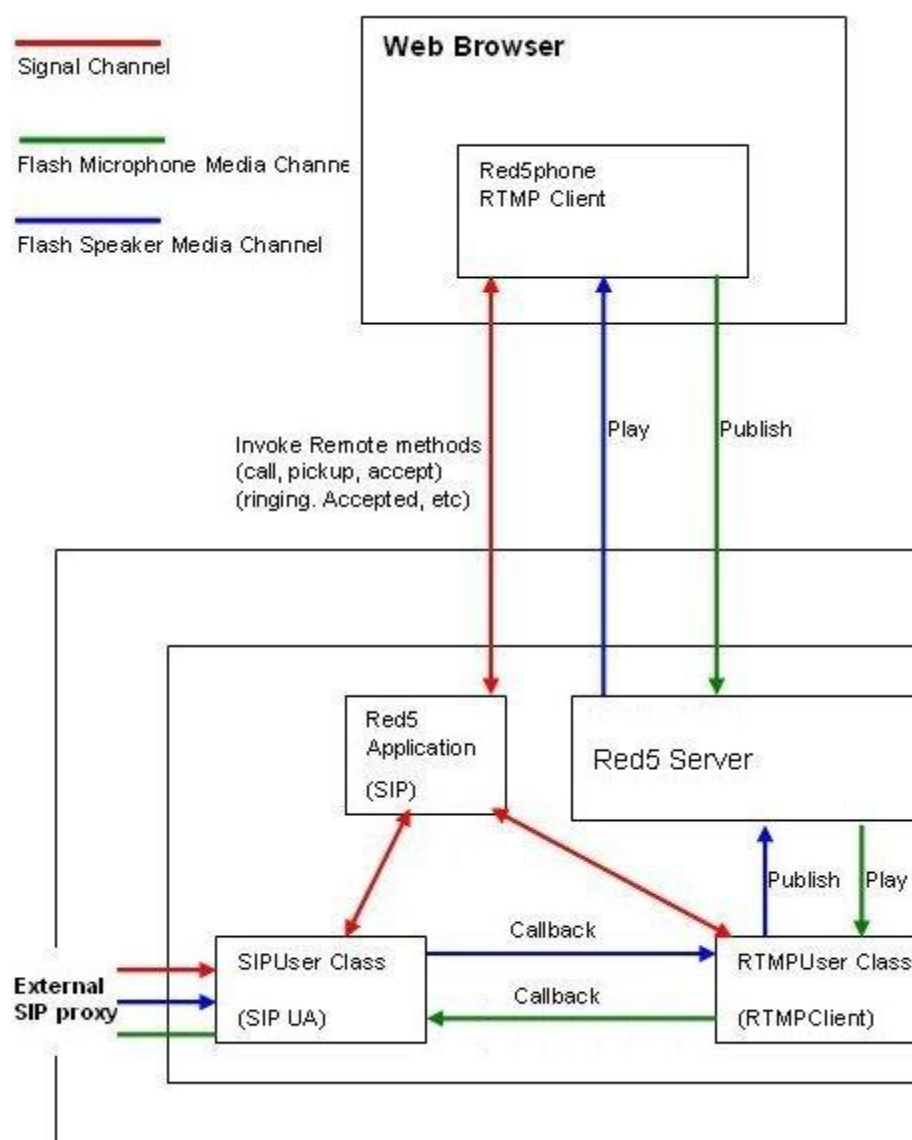 Signal Channel
Flash Microphone Media Channe
Flash Speaker Media Channel
Web Browser
Red5phone
RTMP Client
Invoke Remote methods
(call, pickup, accept)
(ringing. Accepted, etc)
Play
Publish
Red5
Application
(SIP)
Red5 Server
Publish
Play
Callback
Callback
SIPUser Class
(SIP UA)
RTMPUser Class
(RTMPClient)
External
SIP proxy